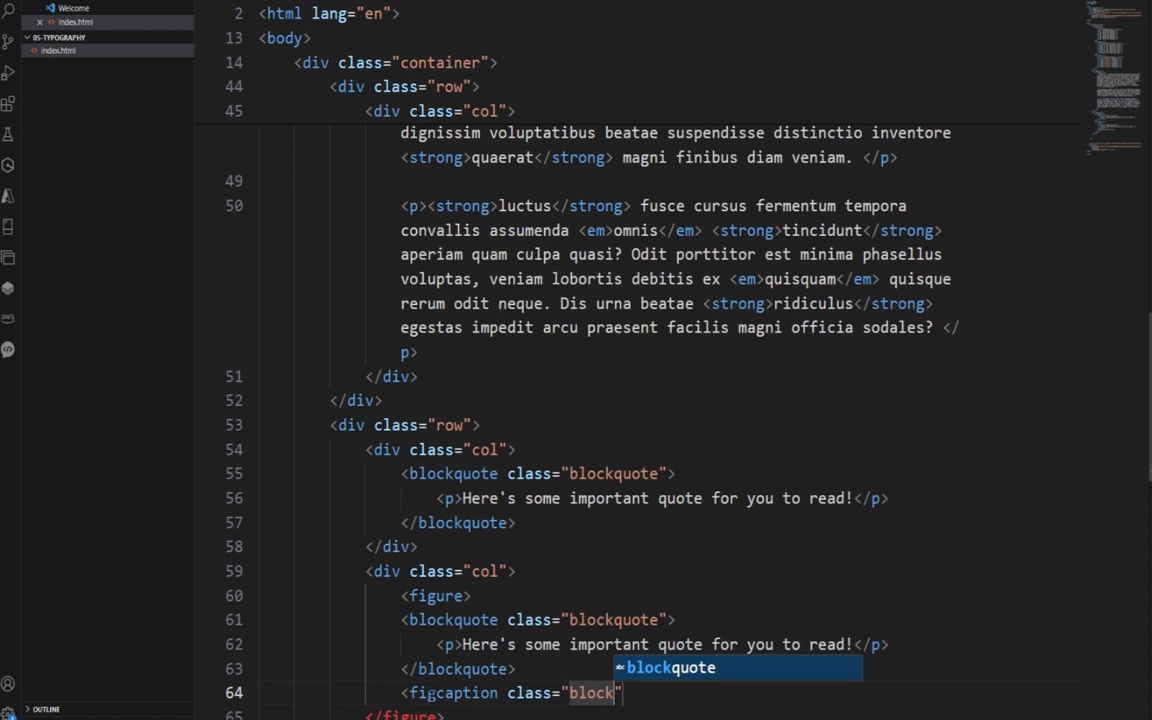 Welcome
index.html
05-TYPOGRAPHY
index.html
aws
OUTLINE
2 <html lang="en">
13 <body>
14 <div class="container">
44 <div class="row">
45 <div class="col">
dignissim voluptatibus beatae suspendisse distinctio inventore
<strong>quaerat</strong> magni finibus diam veniam. </p>
49
50 <p><strong>luctus</strong> fusce cursus fermentum tempora
convallis assumenda <em>omnis</em> <strong>tincidunt</strong>
aperiam quam culpa quasi? Odit porttitor est minima phasellus
voluptas, veniam lobortis debitis ex <em>quisquam</em> quisque
rerum odit neque. Dis urna beatae <strong>ridiculus</strong>
egestas impedit arcu praesent facilis magni officia sodales? </
p>
51 </div>
52 </div>
53 <div class="row">
54 <div class="col">
55 <blockquote class="blockquote">
56 <p>Here's some important quote for you to read!</p>
57 </blockquote>
58 </div>
59 <div class="col">
60 <figure>
61 <blockquote class="blockquote">
62 <p>Here's some important quote for you to read!</p>
63 </blockquote>
abc blockquote
64 <figcaption class="block"
65 </figure>